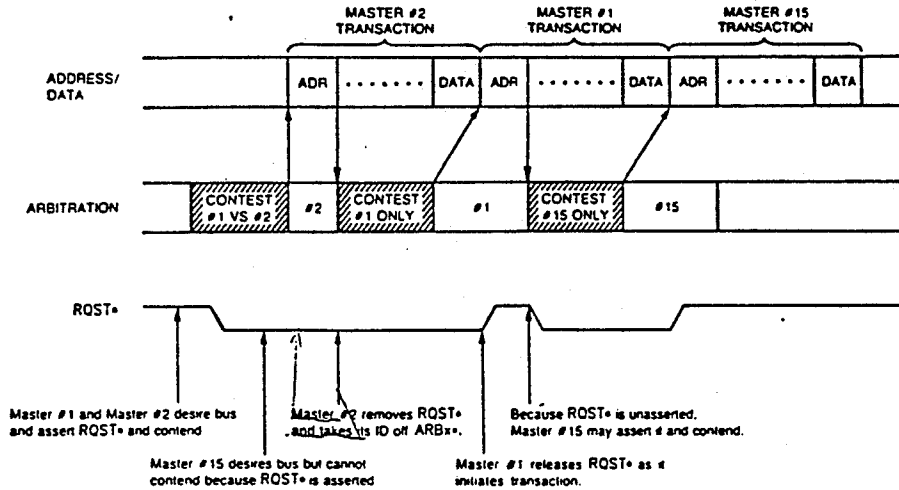 MASTER #2 TRANSACTION
MASTER #1 TRANSACTION
MASTER #15 TRANSACTION
ADDRESS/
DATA
ADR ....... DATA ADR ....... DATA ADR ....... DATA
ARBITRATION
CONTEST #1 VS #2
#2
CONTEST #1 ONLY
#1
CONTEST #15 ONLY
#15
RQST*
Master #1 and Master #2 desire bus
and assert RQST* and contend
Master #2 removes RQST*
and takes its ID off ARBx*.
Because RQST* is unasserted,
Master #15 may assert it and contend.
Master #15 desires bus but cannot
contend because RQST* is asserted
Master #1 releases RQST* as it
initiates transaction.